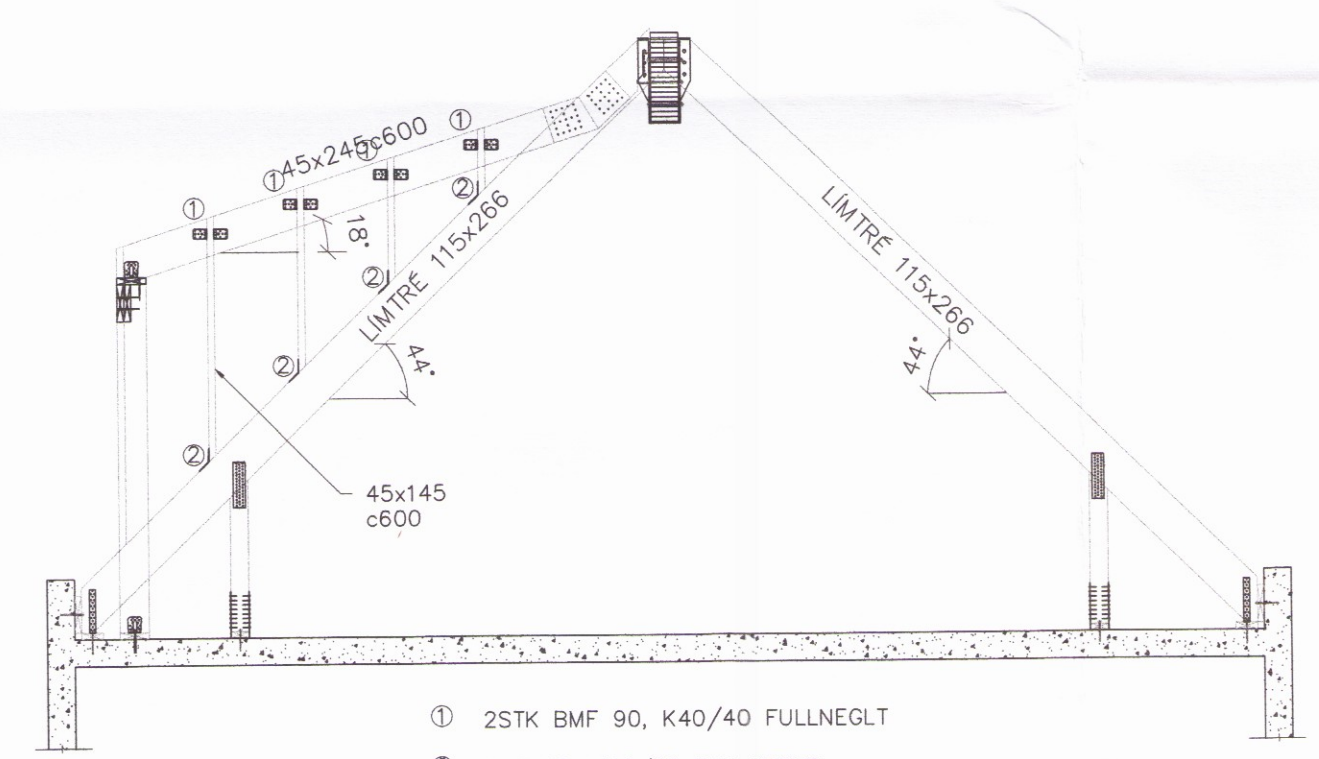 ①
45x245c600
①
①
①
18°
②
②
②
②
LÍMTRÉ 115x266
LÍMTRÉ 115x266
44°
44°
45x145
c600
① 2STK BMF 90, K40/40 FULLNEGLT